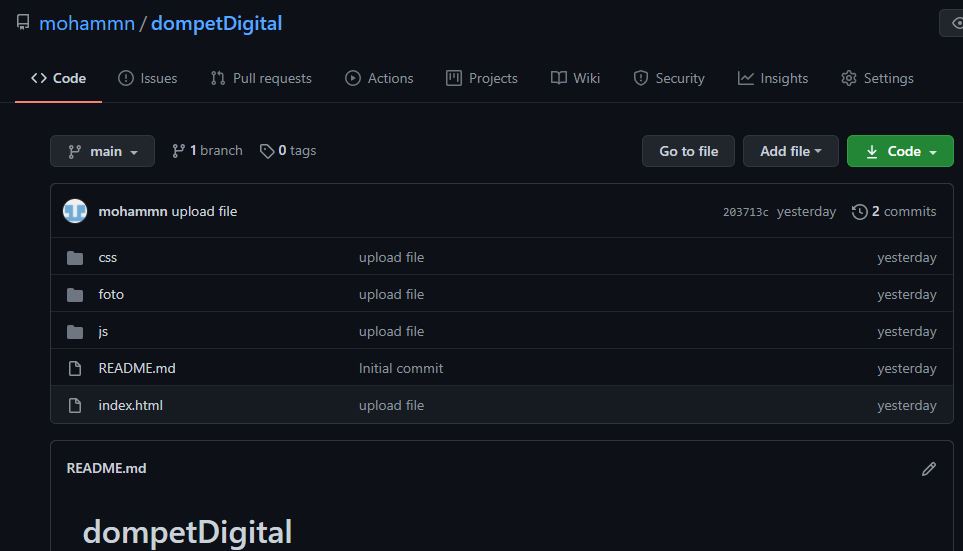 mohammn / dompetDigital
Code Issues Pull requests Actions Projects Wiki Security Insights Settings
main 1 branch 0 tags Go to file Add file Code
mohammn upload file 203713c yesterday 2 commits
css upload file yesterday
foto upload file yesterday
js upload file yesterday
README.md Initial commit yesterday
index.html upload file yesterday
README.md
dompetDigital